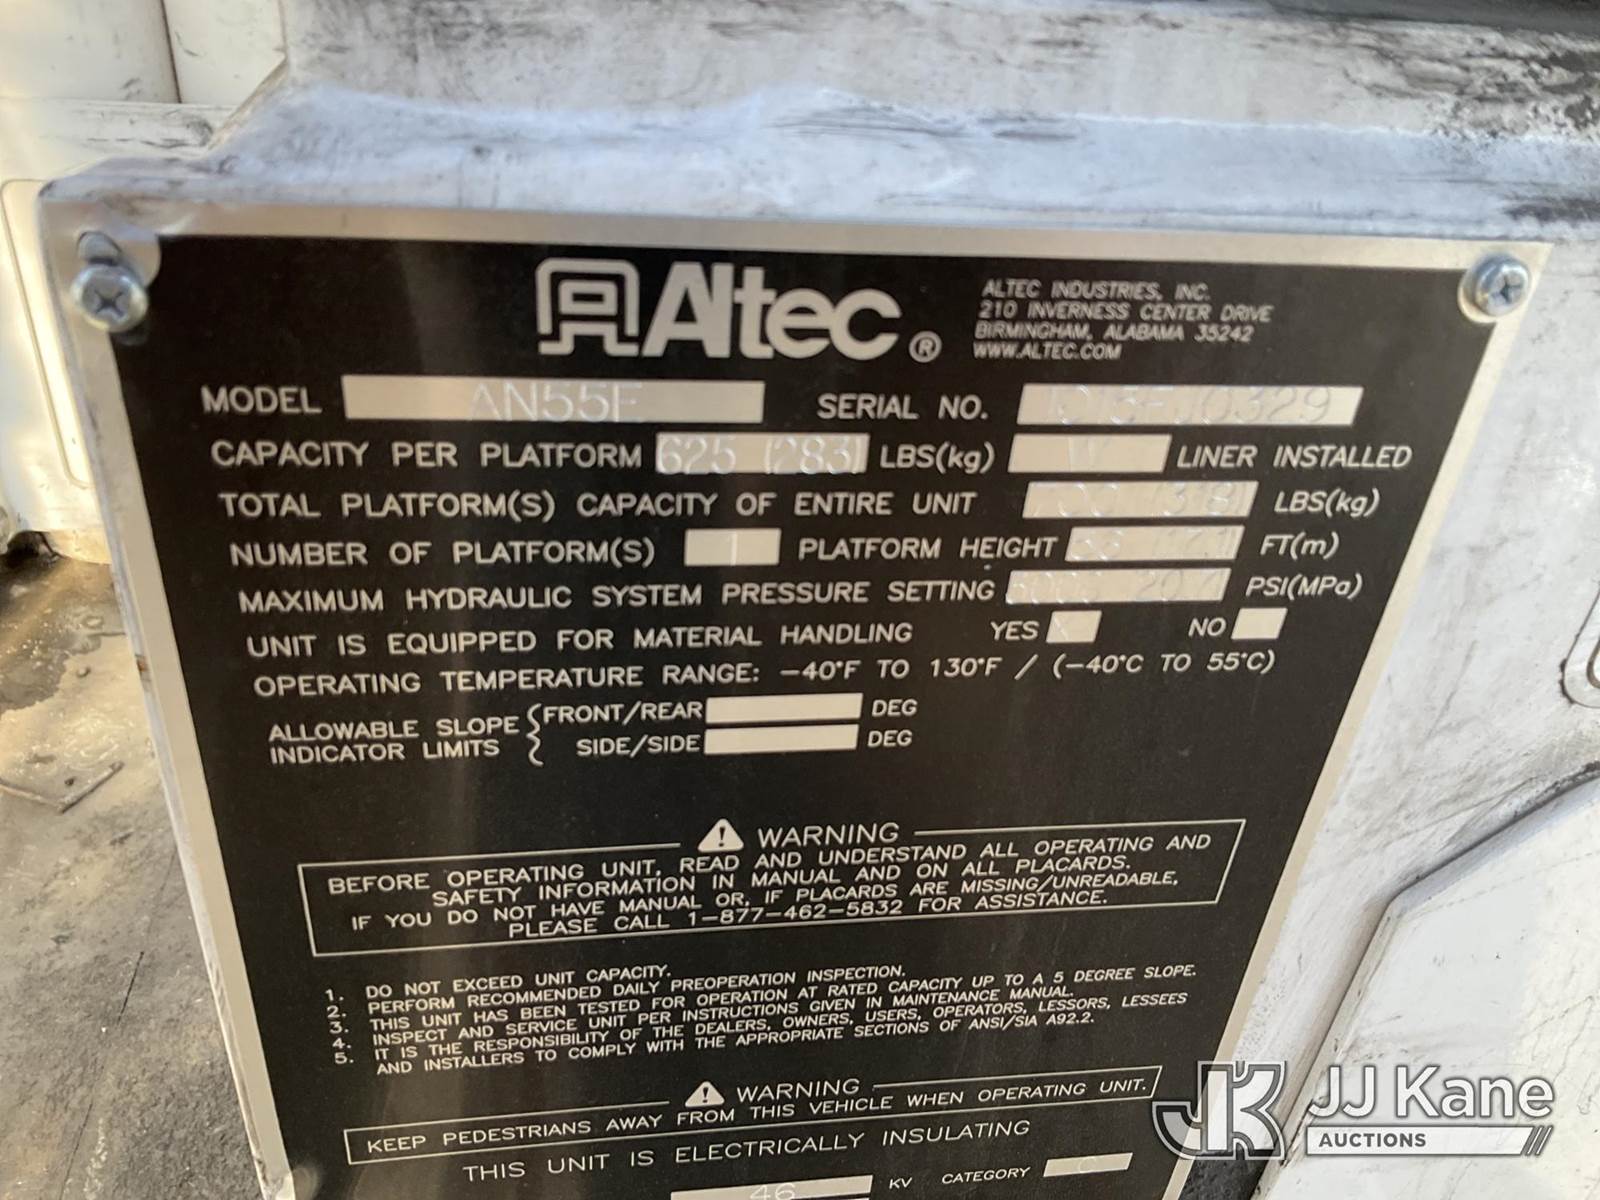 Altec®
ALTEC INDUSTRIES, INC.
210 INVERNESS CENTER DRIVE
BIRMINGHAM, ALABAMA 35242
WWW.ALTEC.COM
MODEL AN55E SERIAL NO.
CAPACITY PER PLATFORM 625 (283) LBS(kg) W LINER INSTALLED
TOTAL PLATFORM(S) CAPACITY OF ENTIRE UNIT LBS(kg)
NUMBER OF PLATFORM(S) 1 PLATFORM HEIGHT FT(m)
MAXIMUM HYDRAULIC SYSTEM PRESSURE SETTING PSI(MPa)
UNIT IS EQUIPPED FOR MATERIAL HANDLING YES X NO
OPERATING TEMPERATURE RANGE: -40°F TO 130°F / (-40°C TO 55°C)
ALLOWABLE SLOPE INDICATOR LIMITS
FRONT/REAR DEG
SIDE/SIDE DEG
WARNING
BEFORE OPERATING UNIT, READ AND UNDERSTAND ALL OPERATING AND
SAFETY INFORMATION IN MANUAL AND ON ALL PLACARDS.
IF YOU DO NOT HAVE MANUAL OR, IF PLACARDS ARE MISSING/UNREADABLE,
PLEASE CALL 1-877-462-5832 FOR ASSISTANCE.
1. DO NOT EXCEED UNIT CAPACITY.
2. PERFORM RECOMMENDED DAILY PREOPERATION INSPECTION.
3. THIS UNIT HAS BEEN TESTED FOR OPERATION AT RATED CAPACITY UP TO A 5 DEGREE SLOPE.
4. INSPECT AND SERVICE UNIT PER INSTRUCTIONS GIVEN IN MAINTENANCE MANUAL.
5. IT IS THE RESPONSIBILITY OF THE DEALERS, OWNERS, USERS, OPERATORS, LESSORS, LESSEES
AND INSTALLERS TO COMPLY WITH THE APPROPRIATE SECTIONS OF ANSI/SIA A92.2.
WARNING
KEEP PEDESTRIANS AWAY FROM THIS VEHICLE WHEN OPERATING UNIT.
THIS UNIT IS ELECTRICALLY INSULATING
46 KV CATEGORY C
JJ Kane
AUCTIONS